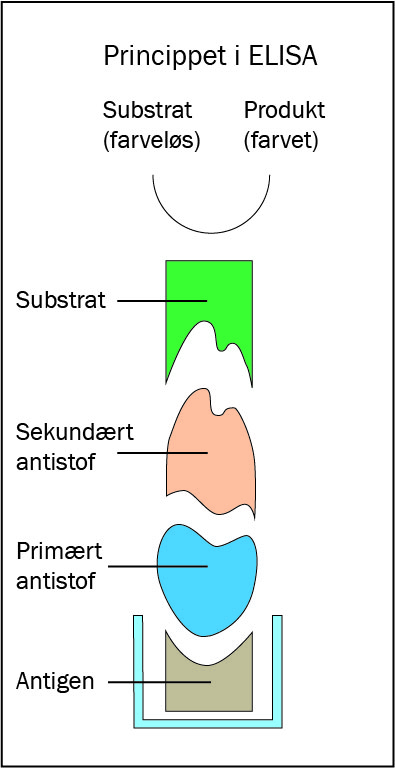 Princippet i ELISA
Substrat
(farveløs)
Produkt
(farvet)
Substrat
Sekundært
antistof
Primært
antistof
Antigen